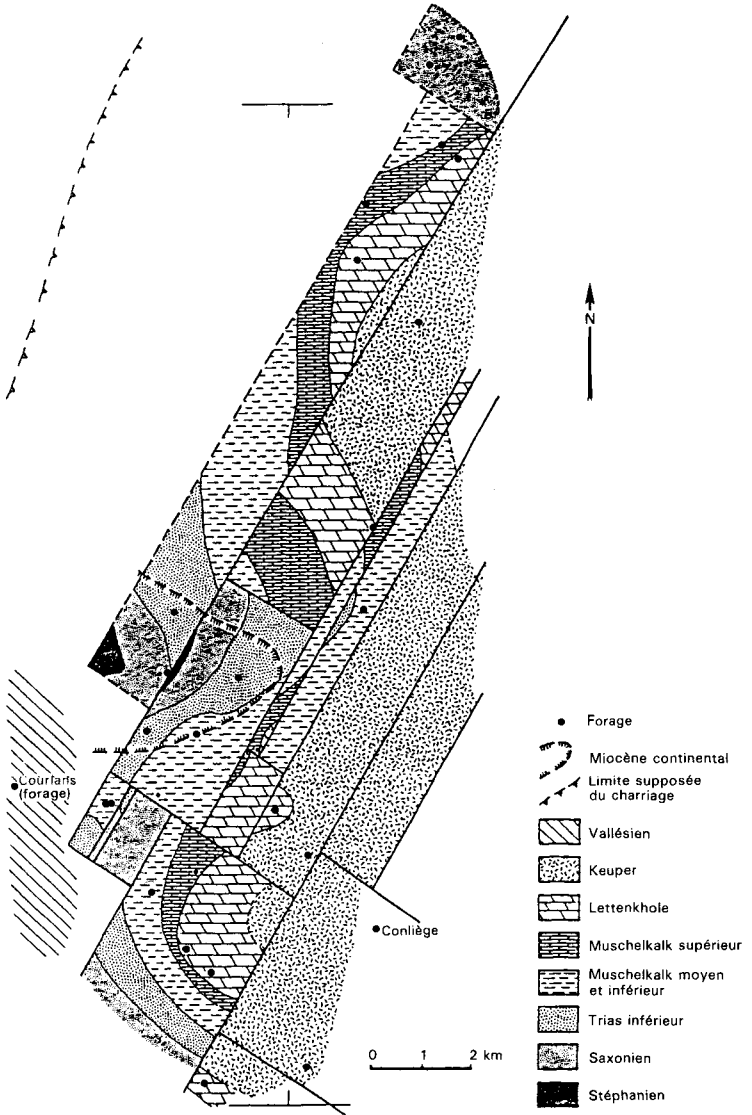 N
Courlans
(forage)
Conliège
0 1 2 km
Forage
Miocène continental
Limite supposée
du charriage
Vallésien
Keuper
Lettenkhole
Muschelkalk supérieur
Muschelkalk moyen
et inférieur
Trias inférieur
Saxonien
Stéphanien